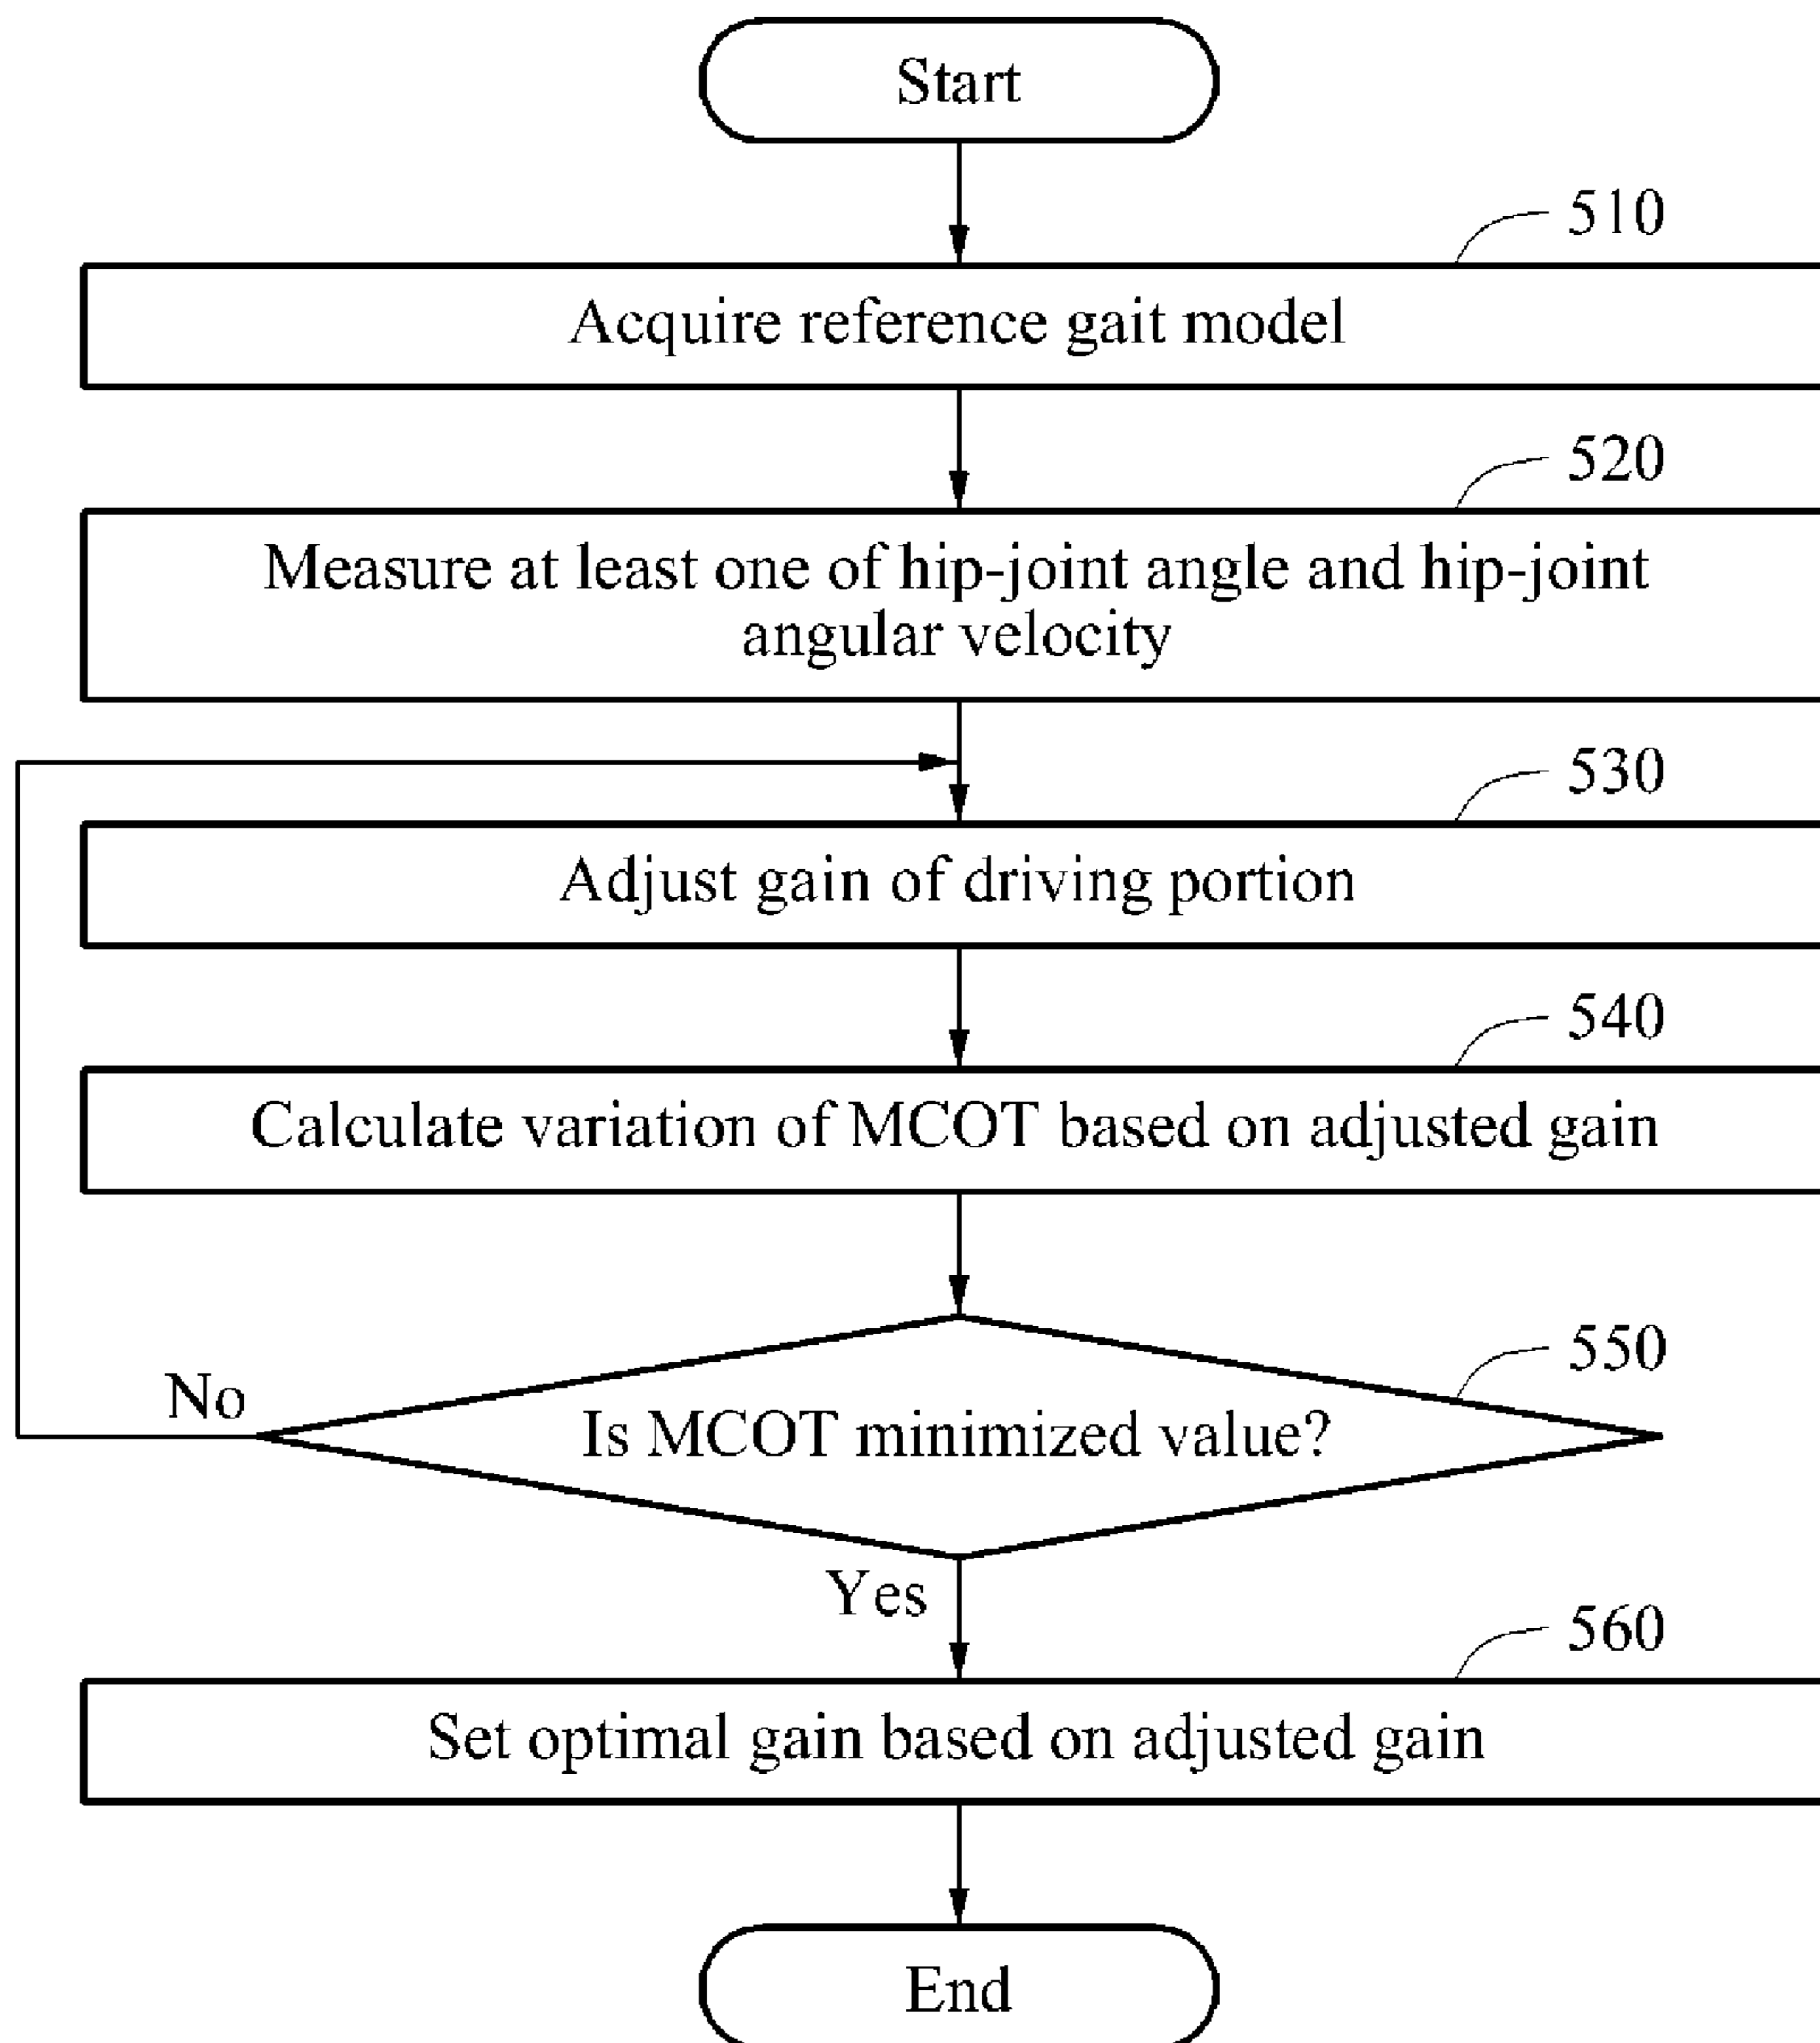 Start
510
Acquire reference gait model
520
Measure at least one of hip-joint angle and hip-joint
angular velocity
530
Adjust gain of driving portion
540
Calculate variation of MCOT based on adjusted gain
550
No
Is MCOT minimized value?
Yes
560
Set optimal gain based on adjusted gain
End